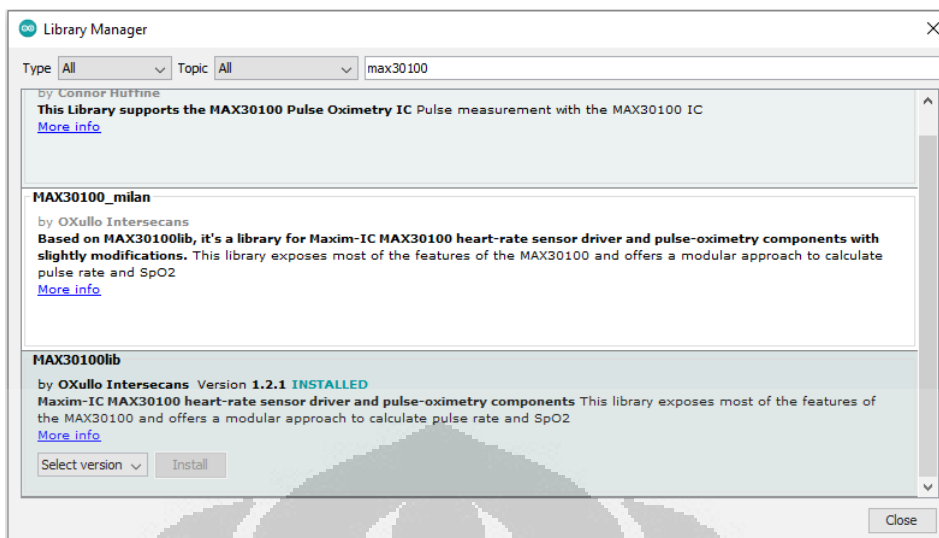 Library Manager
Type All Topic All max30100
by Connor Huffine
This Library supports the MAX30100 Pulse Oximetry IC Pulse measurement with the MAX30100 IC
More info
MAX30100_milan
by OXullo Intersecans
Based on MAX30100lib, it's a library for Maxim-IC MAX30100 heart-rate sensor driver and pulse-oximetry components with
slightly modifications. This library exposes most of the features of the MAX30100 and offers a modular approach to calculate
pulse rate and SpO2
More info
MAX30100lib
by OXullo Intersecans Version 1.2.1 INSTALLED
Maxim-IC MAX30100 heart-rate sensor driver and pulse-oximetry components This library exposes most of the features of
the MAX30100 and offers a modular approach to calculate pulse rate and SpO2
More info
Select version Install
Close